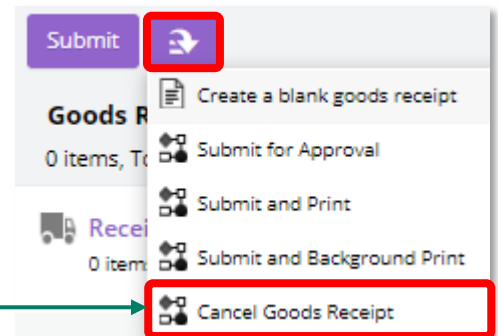 Submit
Create a blank goods receipt
Goods R
0 items, To
Submit for Approval
Submit and Print
Recei
0 item
Submit and Background Print
Cancel Goods Receipt